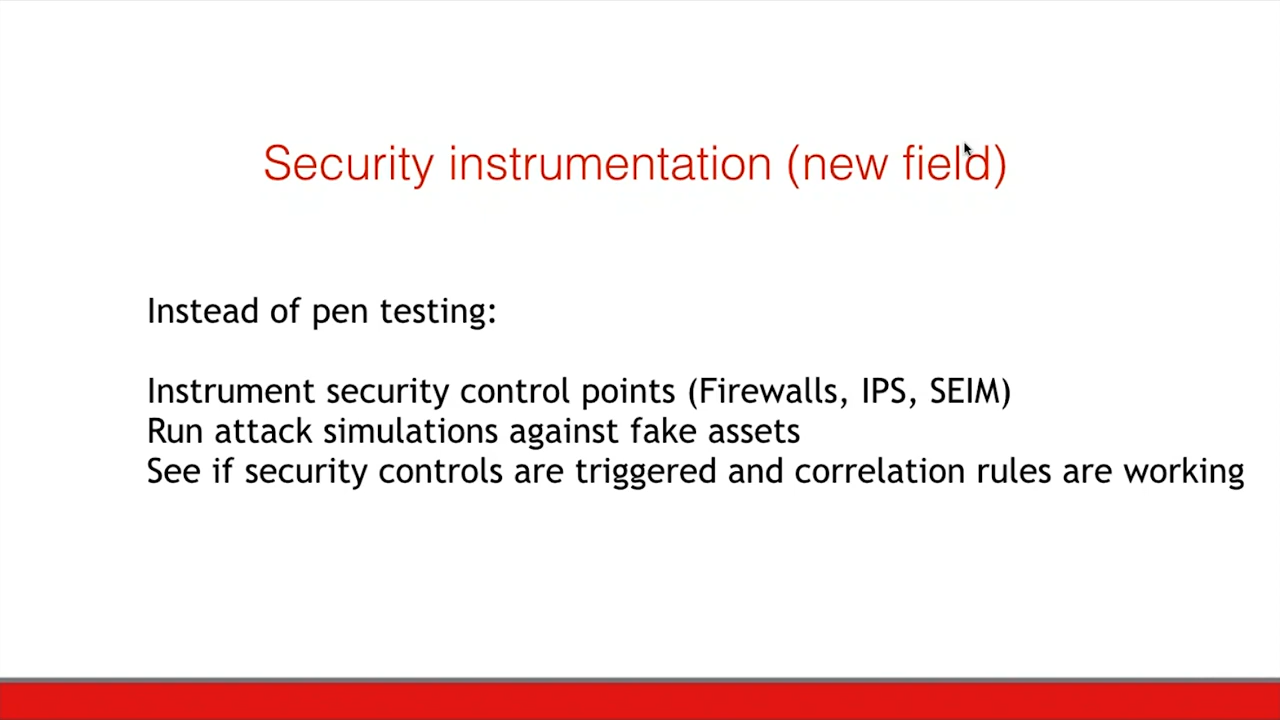 Security instrumentation (new field)
Instead of pen testing:
Instrument security control points (Firewalls, IPS, SEIM)
Run attack simulations against fake assets
See if security controls are triggered and correlation rules are working